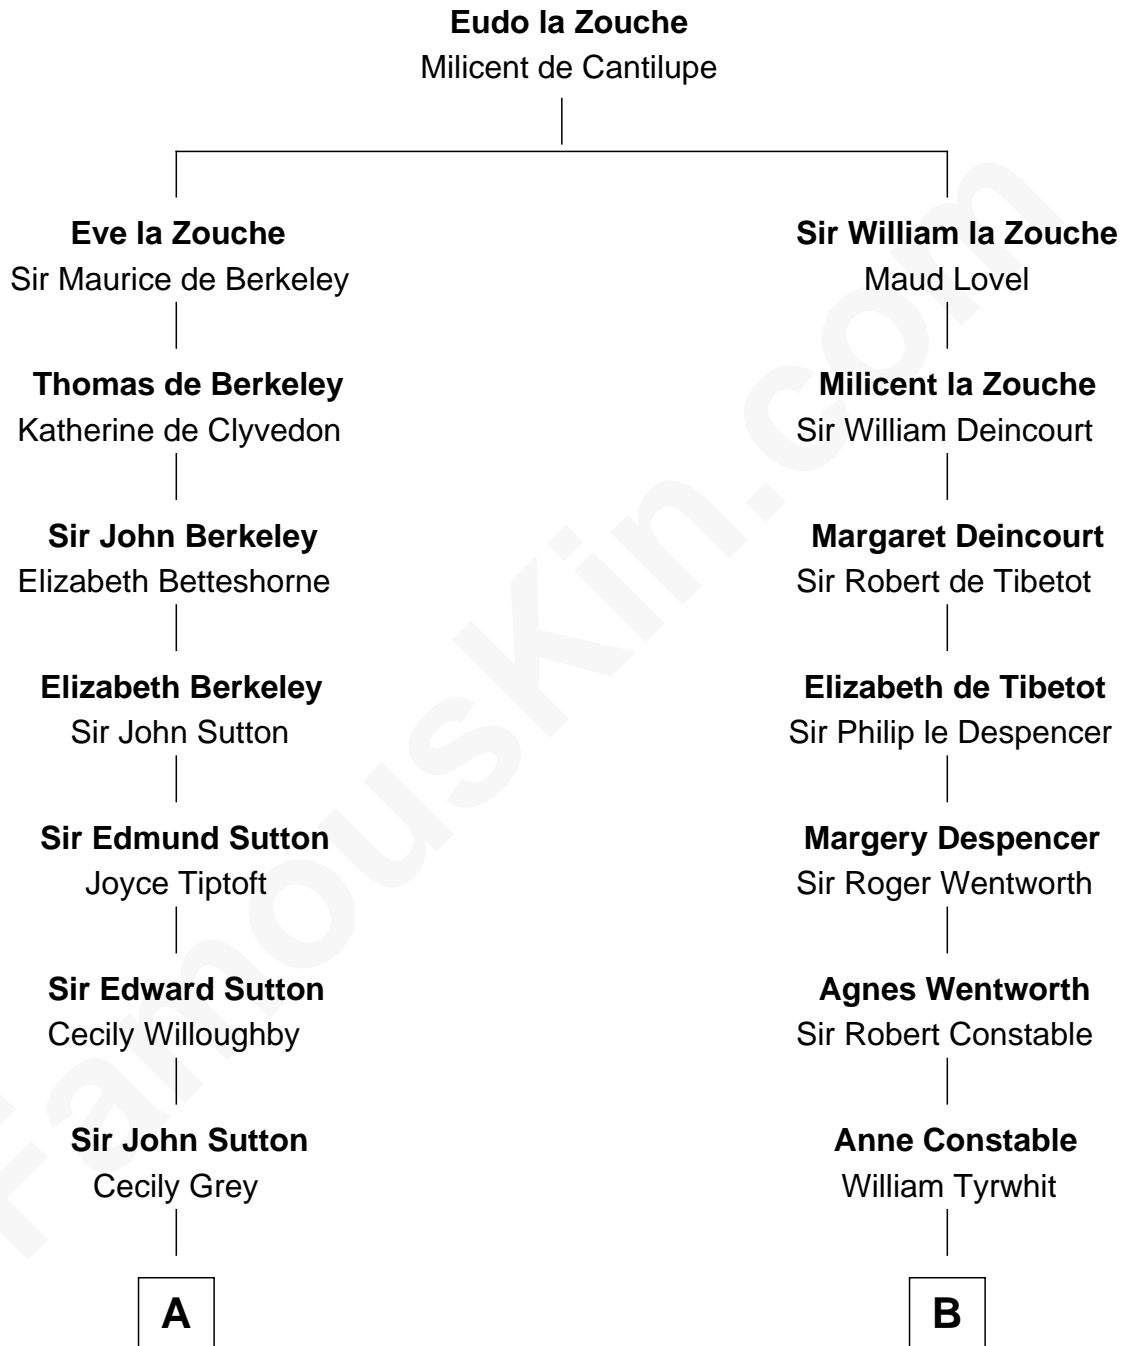 Eudo la Zouche
Milicent de Cantilupe
Eve la Zouche
Sir Maurice de Berkeley
Thomas de Berkeley
Katherine de Clyvedon
Sir John Berkeley
Elizabeth Betteshorne
Elizabeth Berkeley
Sir John Sutton
Sir Edmund Sutton
Joyce Tiptoft
Sir Edward Sutton
Cecily Willoughby
Sir John Sutton
Cecily Grey
A
Sir William la Zouche
Maud Lovel
Milicent la Zouche
Sir William Deincourt
Margaret Deincourt
Sir Robert de Tibetot
Elizabeth de Tibetot
Sir Philip le Despencer
Margery Despencer
Sir Roger Wentworth
Agnes Wentworth
Sir Robert Constable
Anne Constable
William Tyrwhit
B
FamousKin.com